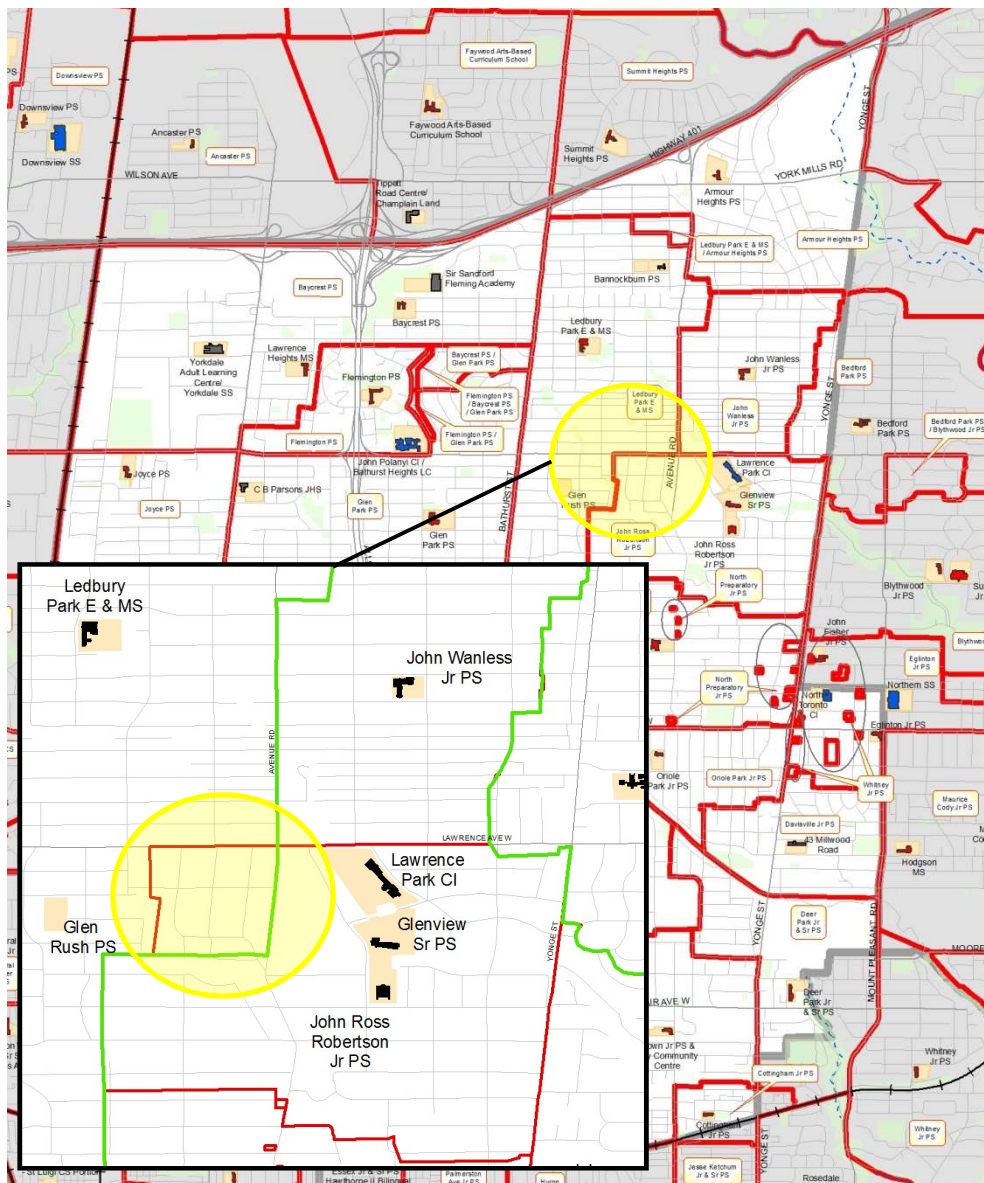 Faywood Arts-Based
Curriculum School
Downsview PS
Summit Heights PS
Downsview PS
Downsview SS
Ancaster PS
Ancaster PS
WILSON AVE
Faywood Arts-Based
Curriculum School
Summit
Heights PS
HIGHWAY 401
YONGE ST
YORK MILLS RD
Armour
Heights PS
Tippett
Road Centre/
Champlain Land
Ledbury Park E & MS
/ Armour Heights PS
Armour Heights PS
Bannockburn PS
Baycrest PS
Sir Sandford
Fleming Academy
Baycrest PS
Ledbury
Park E & MS
Yorkdale
Adult Learning
Centre/
Yorkdale SS
Lawrence
Heights MS
Flemington PS
Baycrest PS /
Glen Park PS
Flemington PS
/ Baycrest PS
/ Glen Park PS
Flemington PS /
Glen Park PS
Flemington PS
John Polanyi CI /
Bathurst Heights LC
John Wanless
Jr PS
Ledbury
Park E
& MS
John
Wanless
Jr PS
YONGE ST
Bedford
Park PS
Bedford
Park PS
Bedford Park PS
/ Blythwood Jr PS
AVENUE RD
BATHURST ST
Joyce PS
Joyce PS
C B Parsons JHS
Glen
Park PS
Glen
Park PS
Glen
Rush PS
Lawrence
Park CI
Glenview
Sr PS
John Ross
Robertson
Jr PS
John Ross
Robertson
Jr PS
North
Preparatory
Jr PS
Blythwood
Jr PS
John
Fisher
Jr PS
Eglinton
Jr PS
North
Preparatory
Jr PS
North
Toronto
CI
Northern SS
Eglinton Jr PS
Oriole
Park Jr PS
Oriole Park Jr PS
Whitney
Jr PS
Maurice
Cody Jr PS
Davisville Jr PS
43 Millwood
Road
Hodgson
MS
YONGE ST
Deer
Park Jr
& Sr PS
MOUNT PLEASANT RD
Deer
Park Jr
& Sr PS
Cottingham Jr PS
Cottingham
Jr PS
Whitney
Jr PS
Whitney
Jr PS
YONGE ST
Jesse Ketchum
Jr & Sr PS
Rosedale
Ledbury
Park E & MS
John Wanless
Jr PS
AVENUE RD
LAWRENCE AVE W
Lawrence
Park CI
Glenview
Sr PS
Glen
Rush PS
YONGE ST
John Ross
Robertson
Jr PS